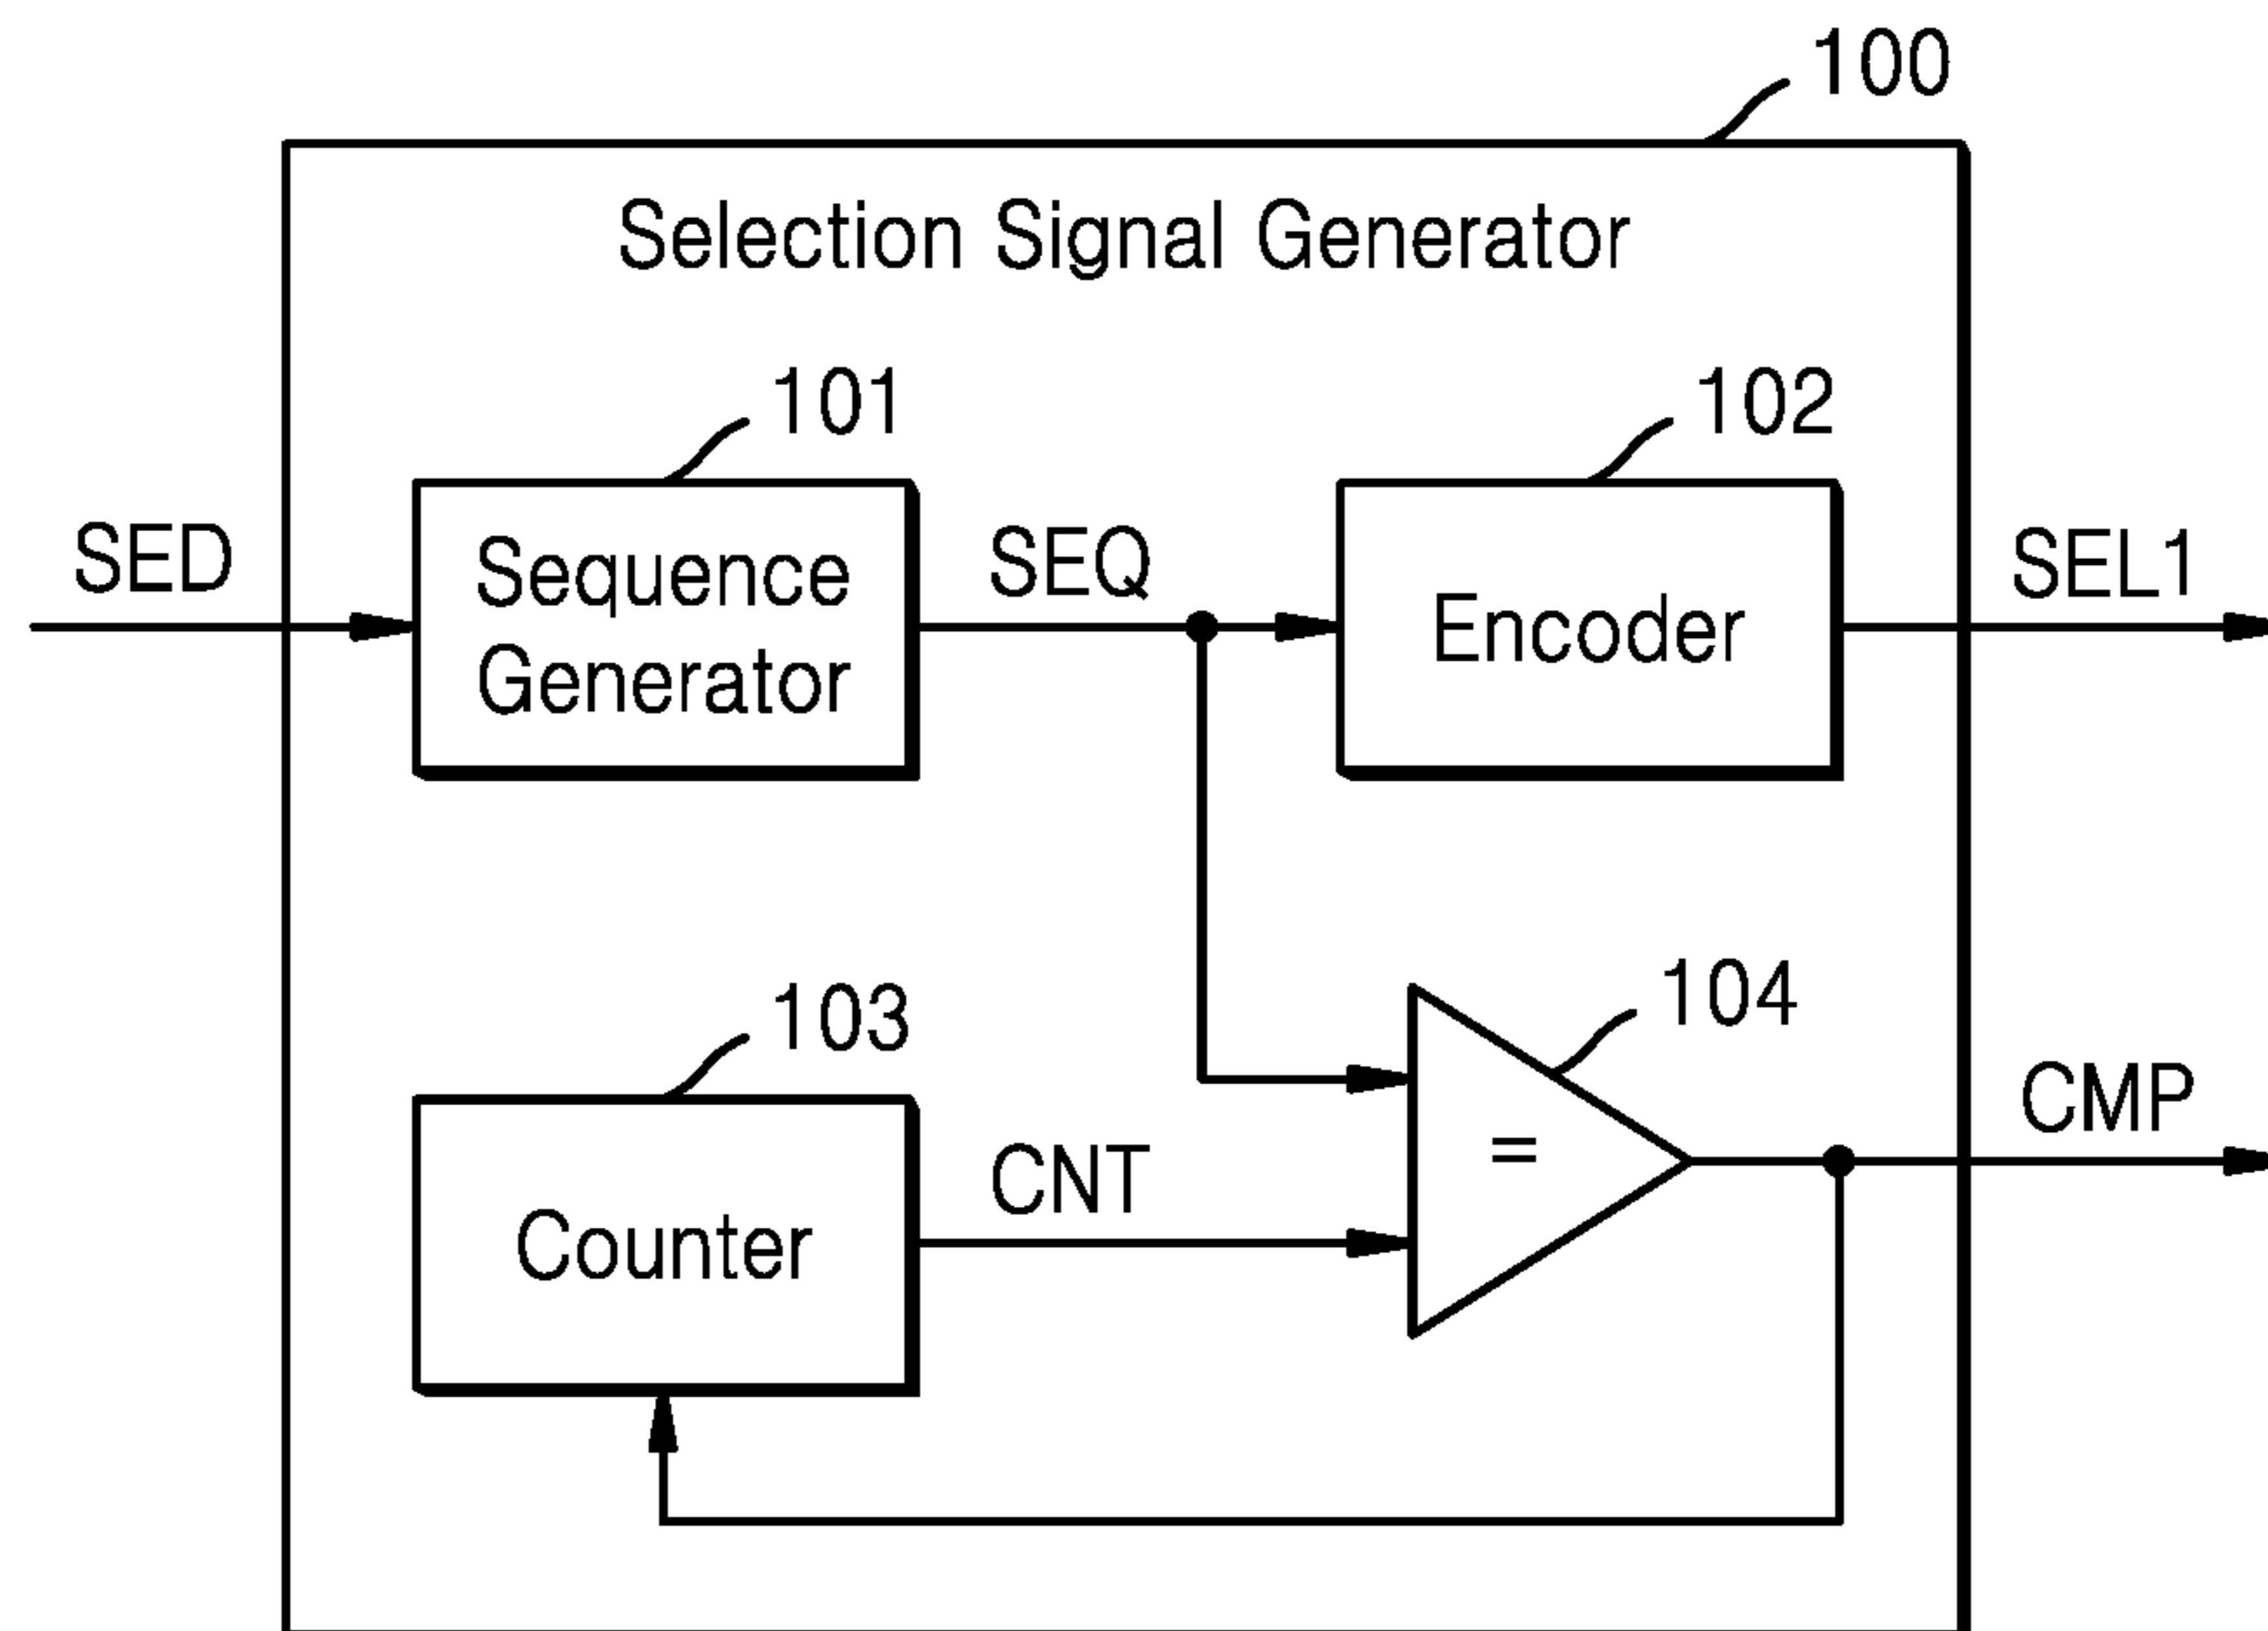 100
Selection Signal Generator
101
102
SED
Sequence
Generator
SEQ
Encoder
SEL1
103
104
Counter
CNT
=
CMP